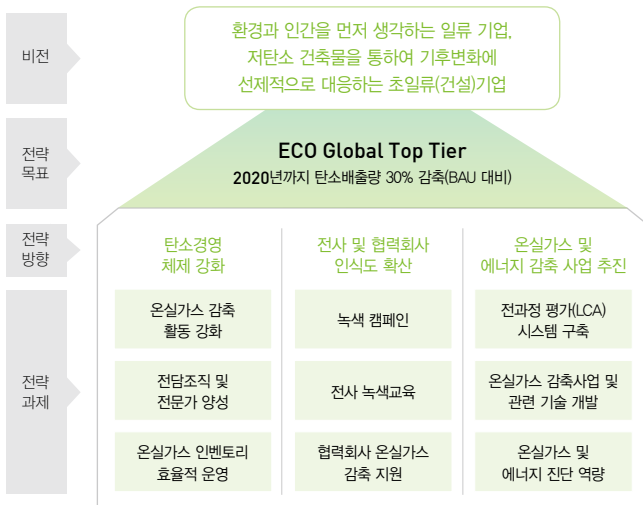 비전
환경과 인간을 먼저 생각하는 일류 기업,
저탄소 건축물을 통하여 기후변화에
선제적으로 대응하는 초일류(건설)기업
전략
목표
ECO Global Top Tier
2020년까지 탄소배출량 30% 감축(BAU 대비)
전략
방향
탄소경영
체제 강화
전사 및 협력회사
인식도 확산
온실가스 및
에너지 감축 사업 추진
전략
과제
온실가스 감축
활동 강화
녹색 캠페인
전과정 평가(LCA)
시스템 구축
전담조직 및
전문가 양성
전사 녹색교육
온실가스 감축사업 및
관련 기술 개발
온실가스 인벤토리
효율적 운영
협력회사 온실가스
감축 지원
온실가스 및
에너지 진단 역량